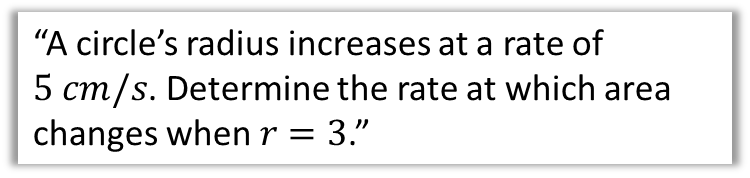 “A circle’s radius increases at a rate of
5 cm/s. Determine the rate at which area
changes when r = 3.”